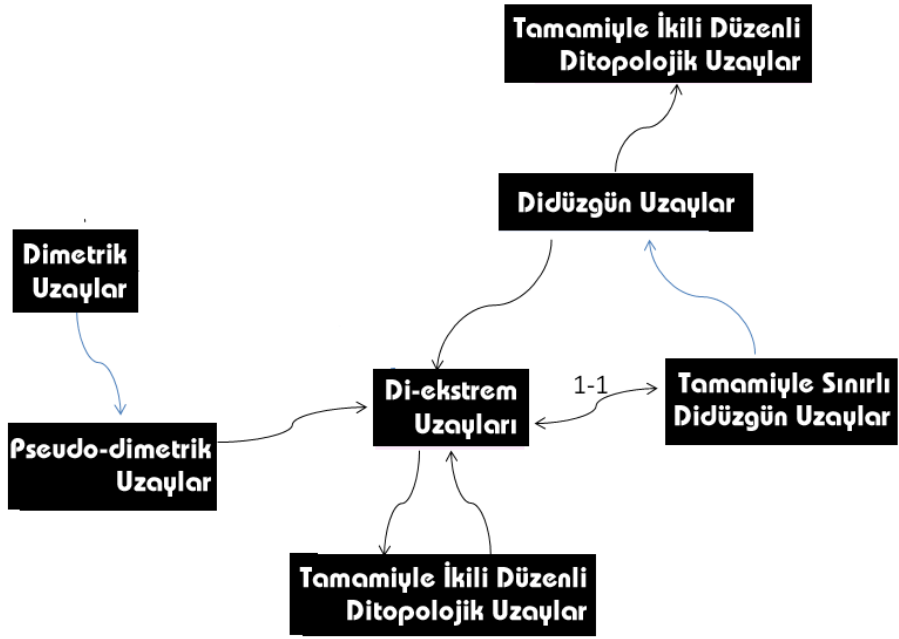 Tamamiyle İkili Düzenli
Ditopolojik Uzaylar
Didüzgün Uzaylar
Dimetrik
Uzaylar
Di-ekstrem
Uzayları
1-1
Tamamiyle Sınırlı
Didüzgün Uzaylar
Pseudo-dimetrik
Uzaylar
Tamamiyle İkili Düzenli
Ditopolojik Uzaylar